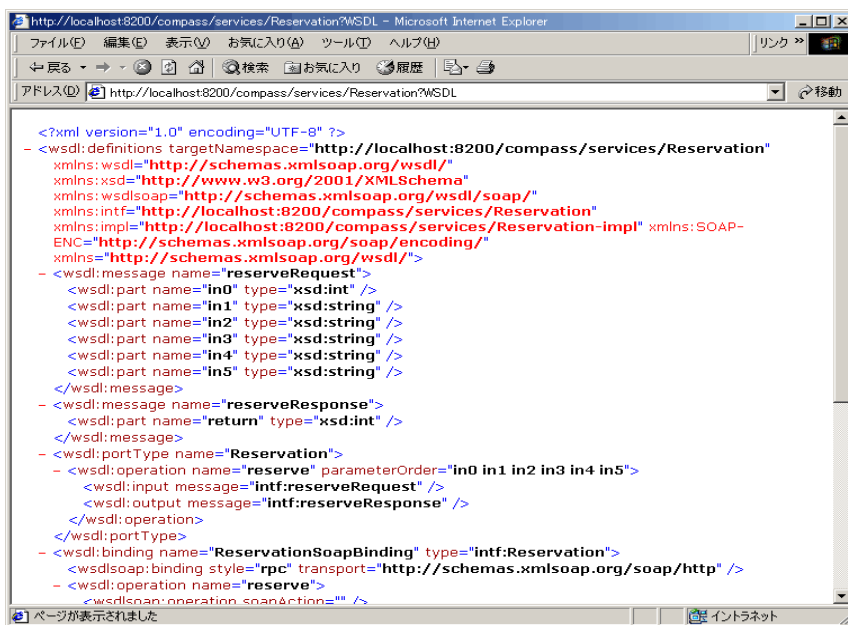 http://localhost:8200/compass/services/Reservation?WSDL - Microsoft Internet Explorer
ファイル(F) 編集(E) 表示(V) お気に入り(A) ツール(T) ヘルプ(H) リンク »
戻る 検索 お気に入り 履歴
アドレス(D) http://localhost:8200/compass/services/Reservation?WSDL 移動
<?xml version="1.0" encoding="UTF-8" ?>
- <wsdl:definitions targetNamespace="http://localhost:8200/compass/services/Reservation"
xmlns:wsdl="http://schemas.xmlsoap.org/wsdl/"
xmlns:xsd="http://www.w3.org/2001/XMLSchema"
xmlns:wsdlsoap="http://schemas.xmlsoap.org/wsdl/soap/"
xmlns:intf="http://localhost:8200/compass/services/Reservation"
xmlns:impl="http://localhost:8200/compass/services/Reservation-impl" xmlns:SOAP-
ENC="http://schemas.xmlsoap.org/soap/encoding/"
xmlns="http://schemas.xmlsoap.org/wsdl/">
- <wsdl:message name="reserveRequest">
<wsdl:part name="in0" type="xsd:int" />
<wsdl:part name="in1" type="xsd:string" />
<wsdl:part name="in2" type="xsd:string" />
<wsdl:part name="in3" type="xsd:string" />
<wsdl:part name="in4" type="xsd:string" />
<wsdl:part name="in5" type="xsd:string" />
</wsdl:message>
- <wsdl:message name="reserveResponse">
<wsdl:part name="return" type="xsd:int" />
</wsdl:message>
- <wsdl:portType name="Reservation">
- <wsdl:operation name="reserve" parameterOrder="in0 in1 in2 in3 in4 in5">
<wsdl:input message="intf:reserveRequest" />
<wsdl:output message="intf:reserveResponse" />
</wsdl:operation>
</wsdl:portType>
- <wsdl:binding name="ReservationSoapBinding" type="intf:Reservation">
<wsdlsoap:binding style="rpc" transport="http://schemas.xmlsoap.org/soap/http" />
- <wsdl:operation name="reserve">
<wsdlsoap:operation soapAction="" />
ページが表示されました イントラネット